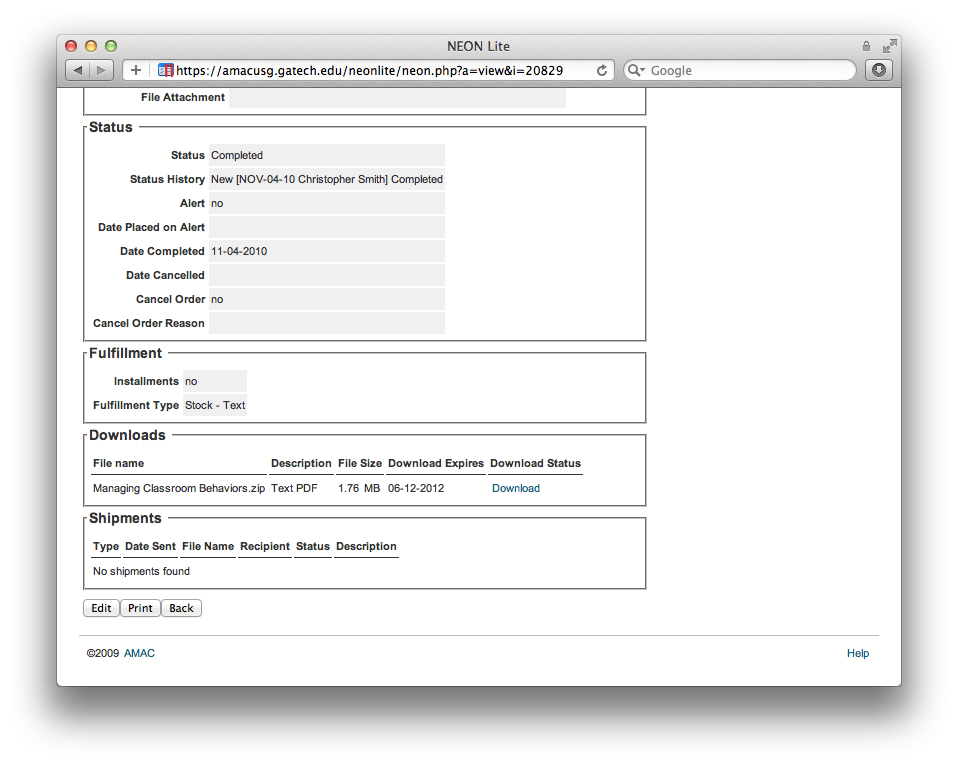 NEON Lite
https://amacusg.gatech.edu/neonlite/neon.php?a=view&i=20829
Google
File Attachment
Status
Status Completed
Status History New [NOV-04-10 Christopher Smith] Completed
Alert no
Date Placed on Alert
Date Completed 11-04-2010
Date Cancelled
Cancel Order no
Cancel Order Reason
Fulfillment
Installments no
Fulfillment Type Stock - Text
Downloads
File name Description File Size Download Expires Download Status
Managing Classroom Behaviors.zip Text PDF 1.76 MB 06-12-2012 Download
Shipments
Type Date Sent File Name Recipient Status Description
No shipments found
Edit Print Back
©2009 AMAC Help